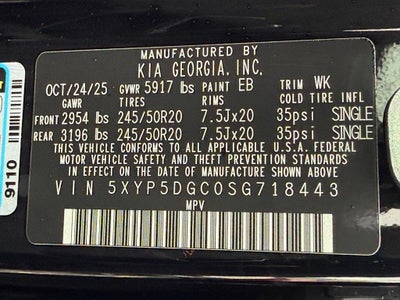 MANUFACTURED BY
KIA GEORGIA, INC.
OCT/24/25 GVWR 5917 lbs PAINT EB TRIM WK
GAWR TIRES RIMS COLD TIRE INFL
FRONT 2954 lbs 245/50R20 7.5Jx20 35psi SINGLE
REAR 3196 lbs 245/50R20 7.5Jx20 35psi SINGLE
THIS VEHICLE CONFORMS TO ALL APPLICABLE U.S.A. FEDERAL
MOTOR VEHICLE SAFETY, BUMPER, AND THEFT PREVENTION STANDARDS
IN EFFECT ON THE DATE OF MANUFACTURE SHOWN ABOVE.
VIN 5XYP5DGC0SG718443
MPV
9110